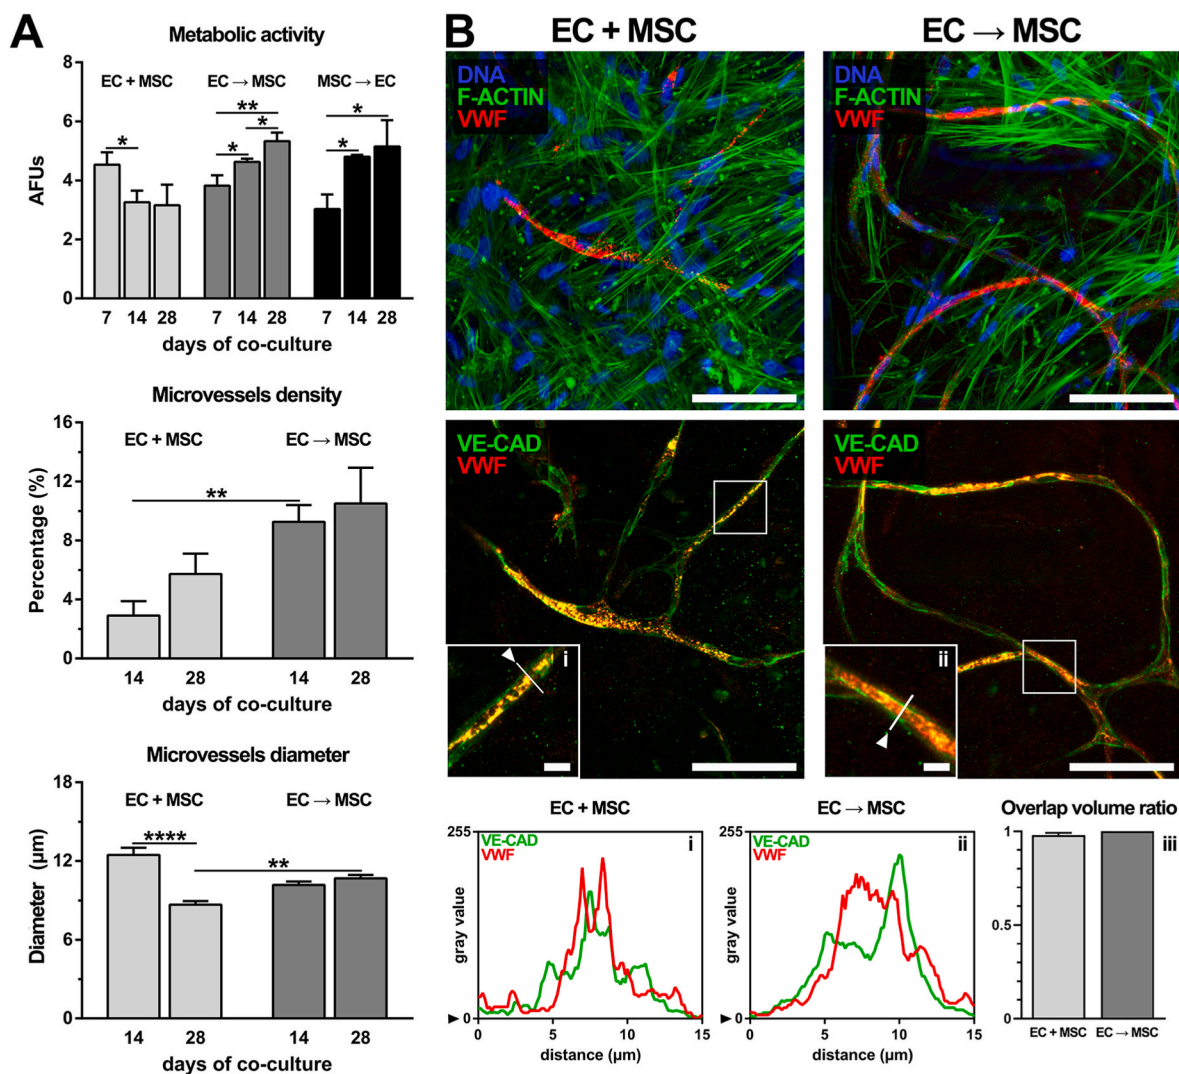 A
Metabolic activity
EC + MSC EC → MSC MSC → EC
* * ** * * *
AFUs
8
6
4
2
0
7 14 28 7 14 28 7 14 28
days of co-culture
Microvessels density
EC + MSC EC → MSC
**
Percentage (%)
16
12
8
4
0
14 28 14 28
days of co-culture
Microvessels diameter
EC + MSC EC → MSC
**** **
Diameter (µm)
18
12
9
6
0
14 28 14 28
days of co-culture
B
EC + MSC EC → MSC
DNA
F-ACTIN
VWF
DNA
F-ACTIN
VWF
VE-CAD
VWF
i
VE-CAD
VWF
ii
EC + MSC
VE-CAD
VWF
i
255
gray value
0
0 5 10 15
distance (µm)
EC → MSC
VE-CAD
VWF
ii
255
gray value
0
0 5 10 15
distance (µm)
Overlap volume ratio
iii
1
0.5
0
EC + MSC EC → MSC